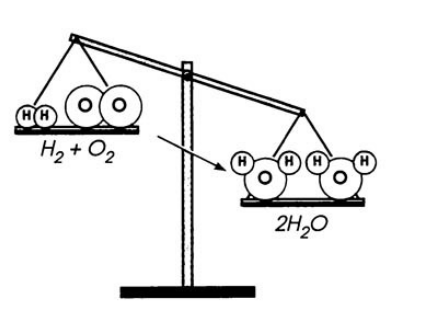 H H O O
H₂ + O₂
H H H H
O O
2H₂O